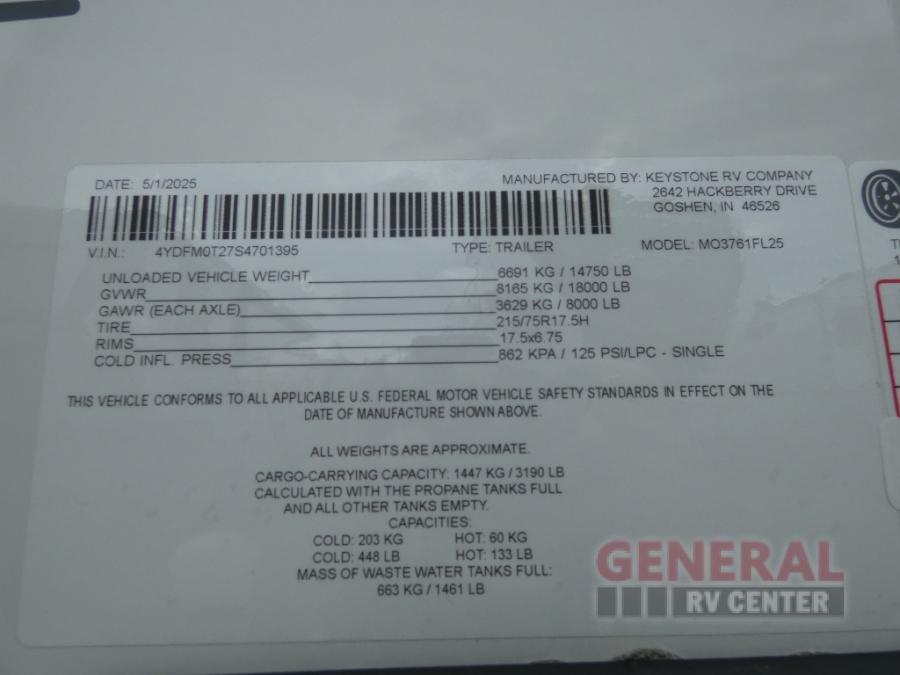 DATE: 5/1/2025
MANUFACTURED BY: KEYSTONE RV COMPANY
2642 HACKBERRY DRIVE
GOSHEN, IN 46526
V.I.N.: 4YDFM0T27S4701395 TYPE: TRAILER MODEL: MO3761FL25
UNLOADED VEHICLE WEIGHT 6691 KG / 14750 LB
GVWR 8165 KG / 18000 LB
GAWR (EACH AXLE) 3629 KG / 8000 LB
TIRE 215/75R17.5H
RIMS 17.5x6.75
COLD INFL. PRESS 862 KPA / 125 PSI/LPC - SINGLE
THIS VEHICLE CONFORMS TO ALL APPLICABLE U.S. FEDERAL MOTOR VEHICLE SAFETY STANDARDS IN EFFECT ON THE
DATE OF MANUFACTURE SHOWN ABOVE.
ALL WEIGHTS ARE APPROXIMATE.
CARGO-CARRYING CAPACITY: 1447 KG / 3190 LB
CALCULATED WITH THE PROPANE TANKS FULL
AND ALL OTHER TANKS EMPTY.
CAPACITIES:
COLD: 203 KG HOT: 60 KG
COLD: 448 LB HOT: 133 LB
MASS OF WASTE WATER TANKS FULL:
663 KG / 1461 LB
GENERAL
RV CENTER